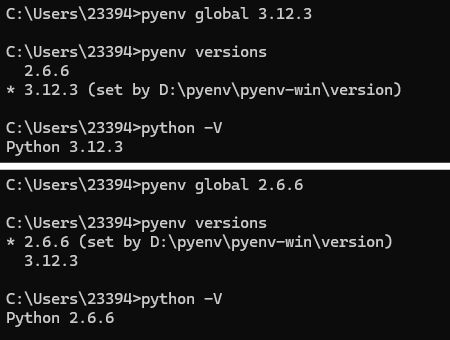 C:\Users\23394>pyenv global 3.12.3
C:\Users\23394>pyenv versions
  2.6.6
* 3.12.3 (set by D:\pyenv\pyenv-win\version)
C:\Users\23394>python -V
Python 3.12.3
C:\Users\23394>pyenv global 2.6.6
C:\Users\23394>pyenv versions
* 2.6.6 (set by D:\pyenv\pyenv-win\version)
  3.12.3
C:\Users\23394>python -V
Python 2.6.6